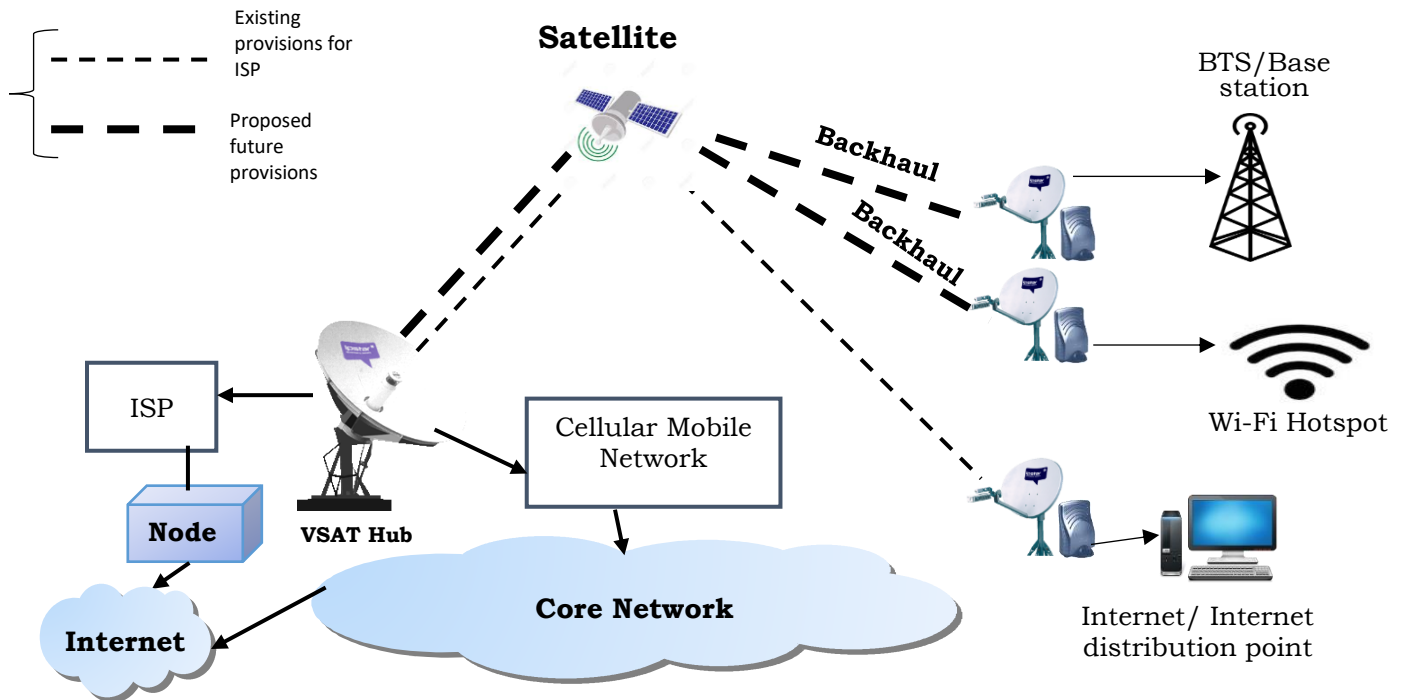 Existing
provisions for
ISP
Proposed
future
provisions
Satellite
BTS/Base
station
Backhaul
Backhaul
Wi-Fi Hotspot
ISP
Cellular Mobile
Network
Node
VSAT Hub
Core Network
Internet
Internet/ Internet
distribution point